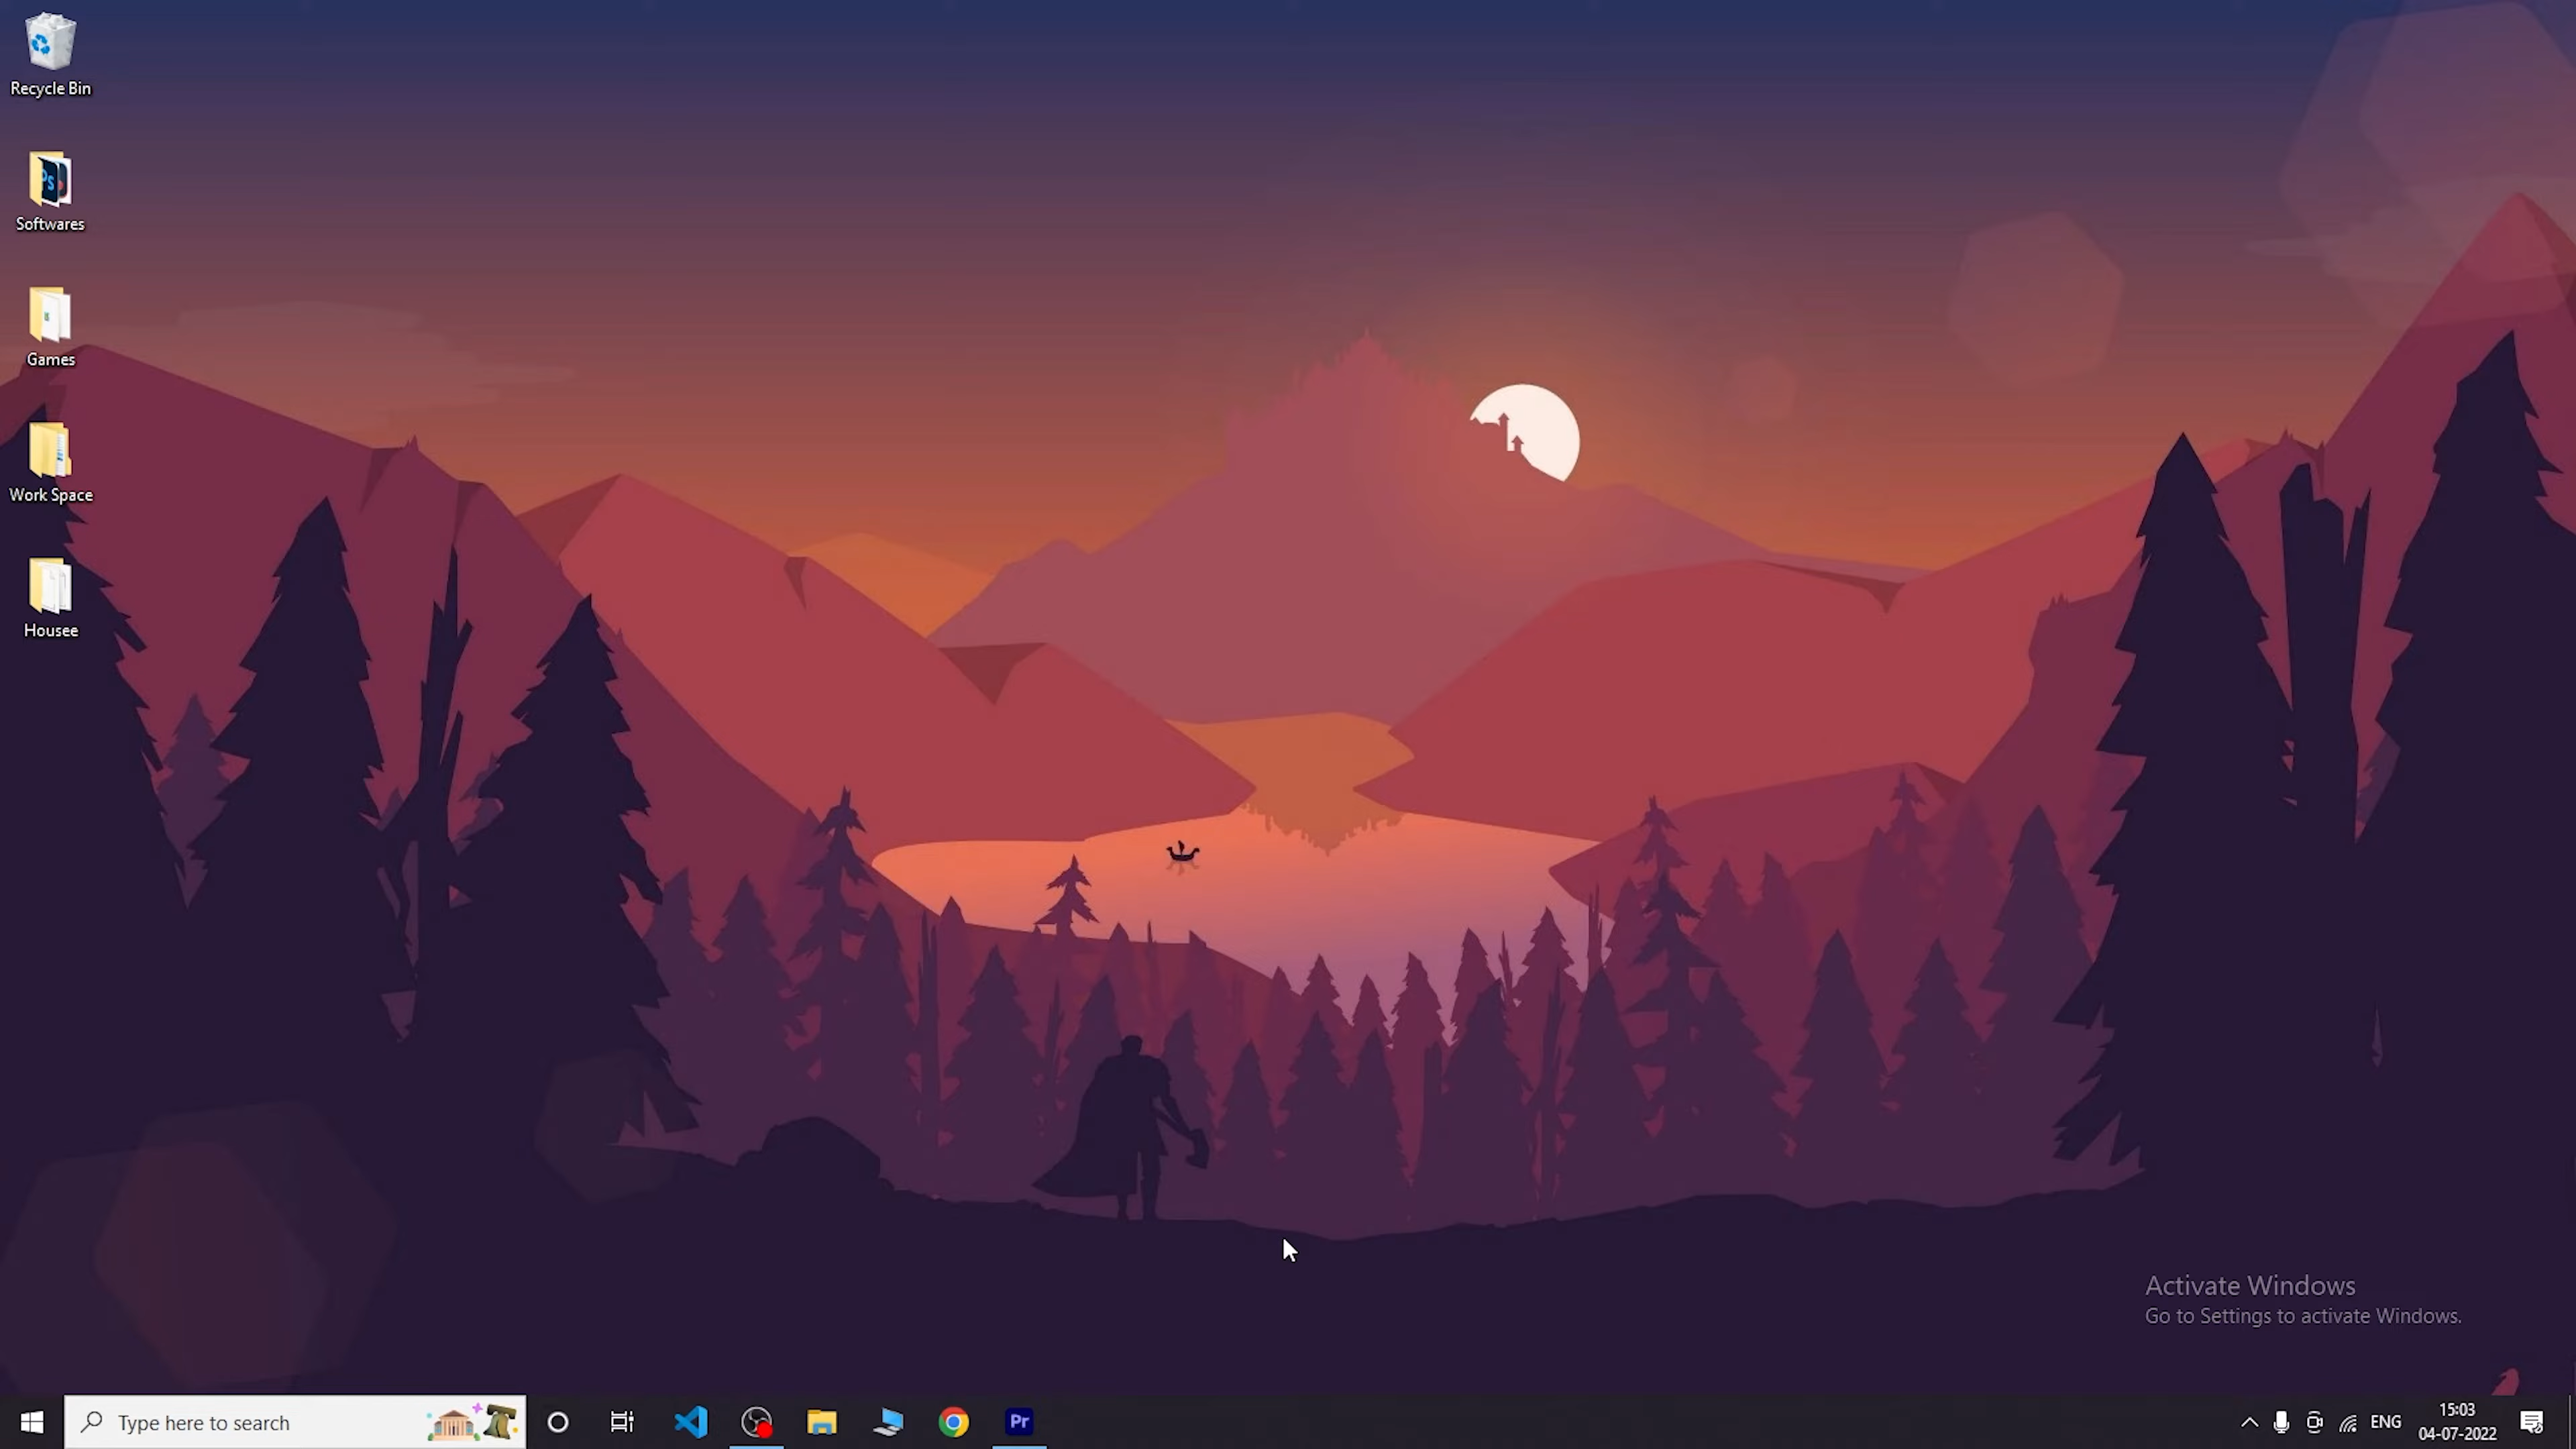 Recycle Bin
Softwares
Games
Work Space
Housee
Activate Windows
Go to Settings to activate Windows.
Type here to search
Pr
ENG
15:03
04-07-2022